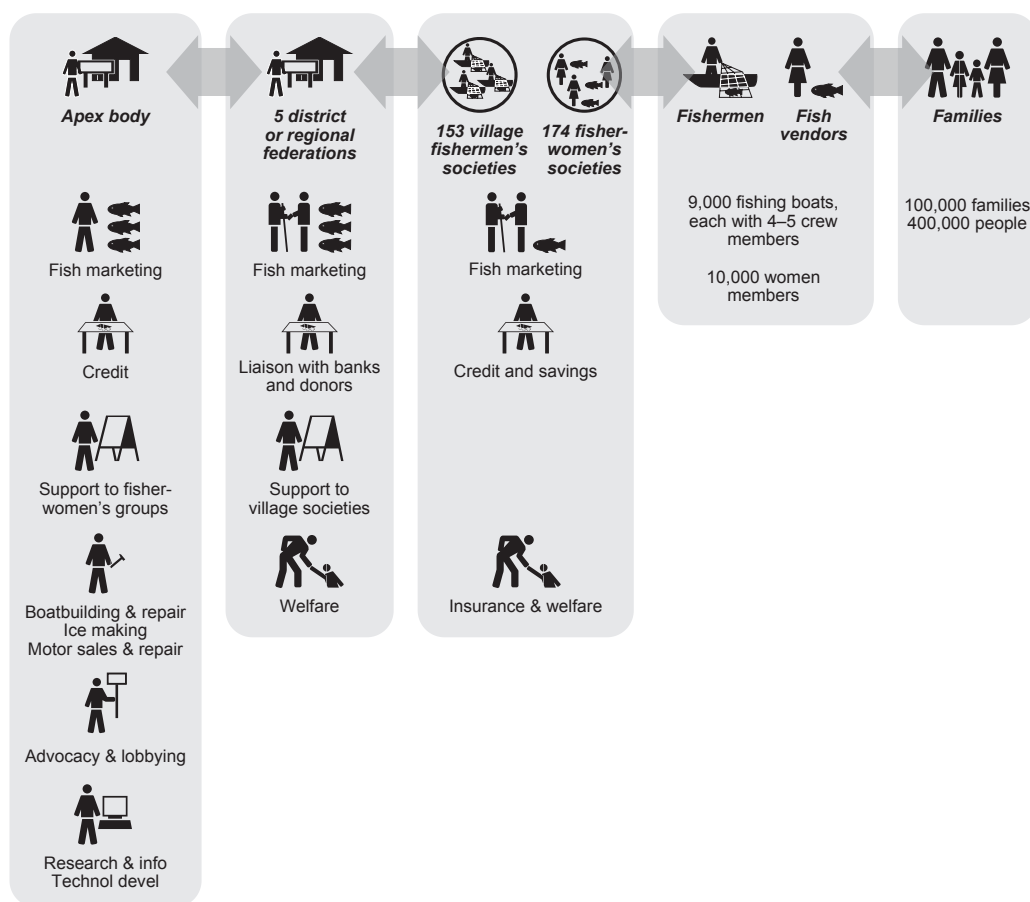 Apex body
Fish marketing
Credit
Support to fisher-
women's groups
Boatbuilding & repair
Ice making
Motor sales & repair
Advocacy & lobbying
Research & info
Technol devel
5 district
or regional
federations
Fish marketing
Liaison with banks
and donors
Support to
village societies
Welfare
153 village
fishermen's
societies
174 fisher-
women's
societies
Fish marketing
Credit and savings
Insurance & welfare
Fishermen
Fish
vendors
9,000 fishing boats,
each with 4–5 crew
members
10,000 women
members
Families
100,000 families
400,000 people